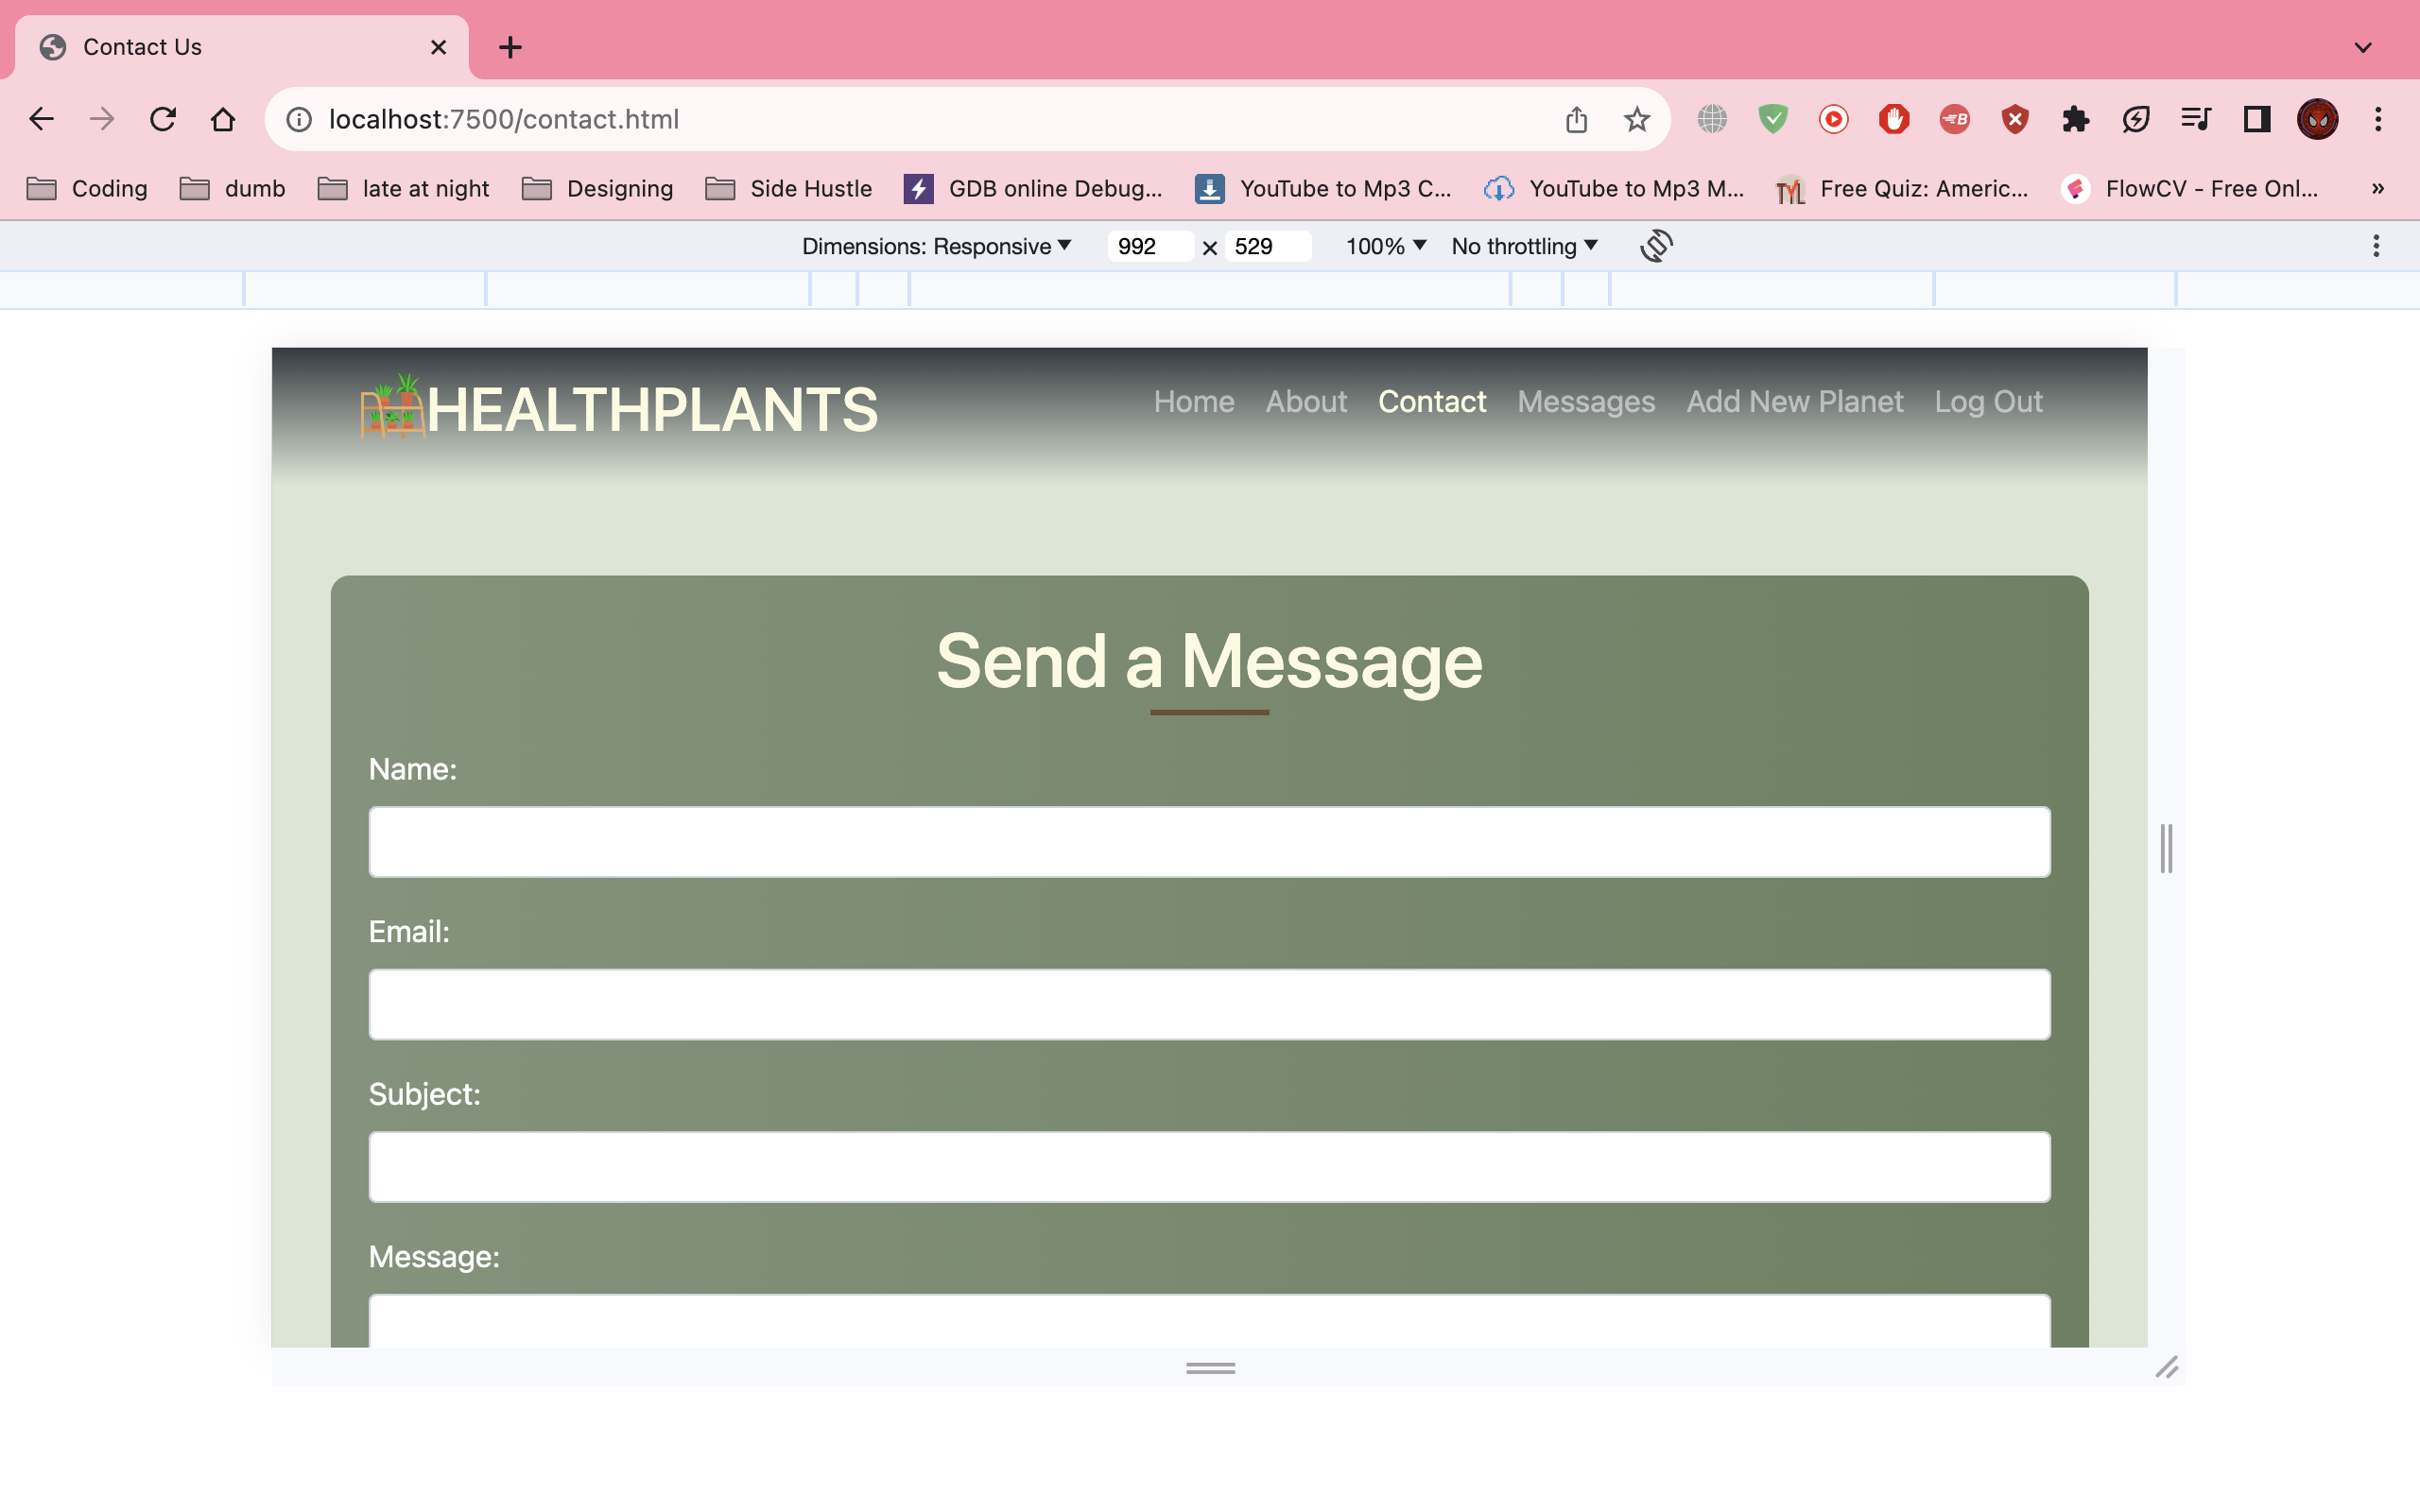 Contact Us
localhost:7500/contact.html
Coding dumb late at night Designing Side Hustle GDB online Debug... YouTube to Mp3 C... YouTube to Mp3 M... Free Quiz: Americ... FlowCV - Free Onl... »
Dimensions: Responsive 992 × 529 100% No throttling
HEALTHPLANTS Home About Contact Messages Add New Planet Log Out
Send a Message
Name:
Email:
Subject:
Message: